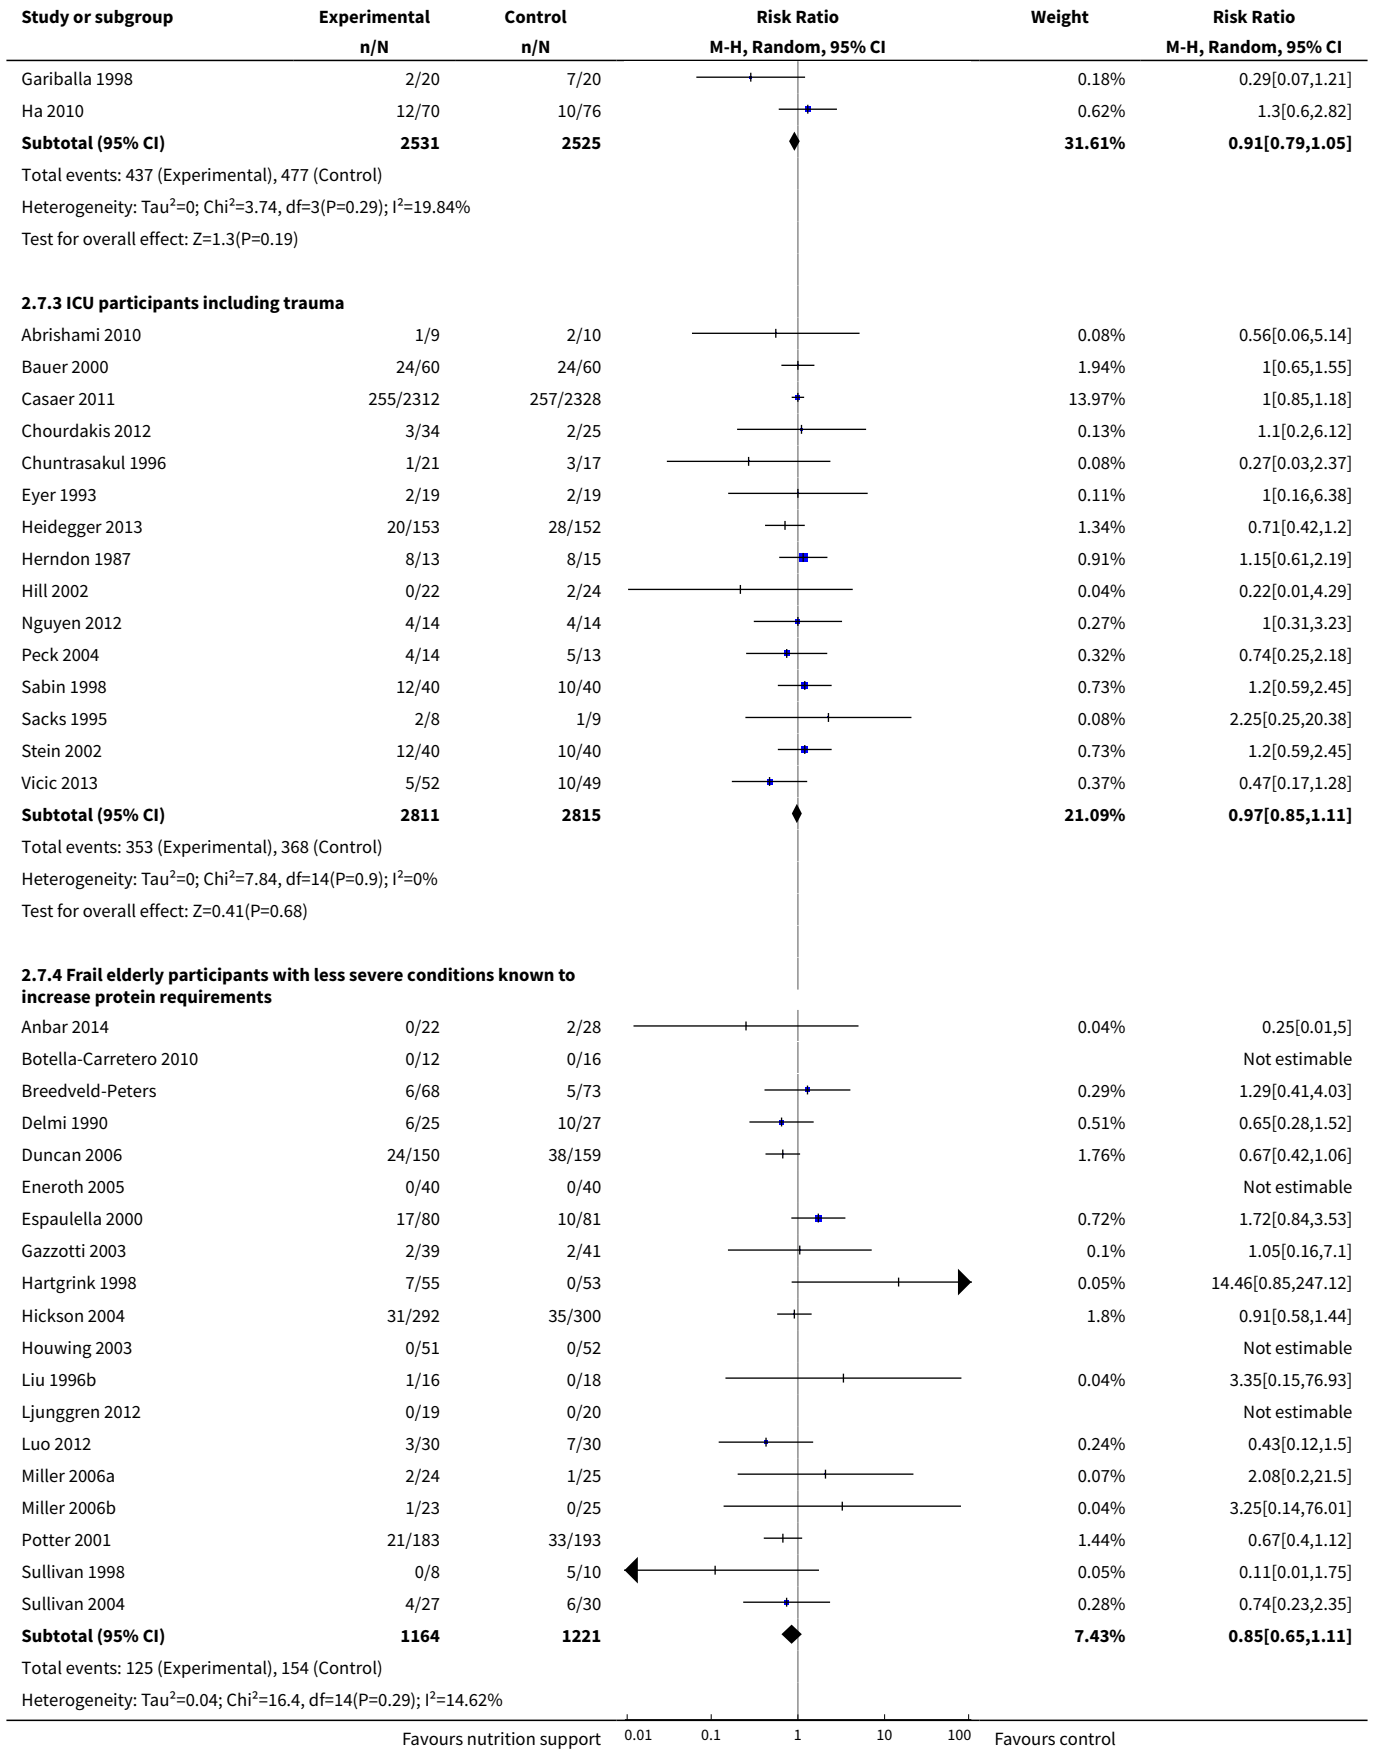 Study or subgroup Experimental Control Risk Ratio Weight Risk Ratio
n/N n/N M-H, Random, 95% CI M-H, Random, 95% CI
Gariballa 1998 2/20 7/20 0.18% 0.29[0.07,1.21]
Ha 2010 12/70 10/76 0.62% 1.3[0.6,2.82]
Subtotal (95% CI) 2531 2525 31.61% 0.91[0.79,1.05]
Total events: 437 (Experimental), 477 (Control)
Heterogeneity: Tau²=0; Chi²=3.74, df=3(P=0.29); I²=19.84%
Test for overall effect: Z=1.3(P=0.19)
2.7.3 ICU participants including trauma
Abrishami 2010 1/9 2/10 0.08% 0.56[0.06,5.14]
Bauer 2000 24/60 24/60 1.94% 1[0.65,1.55]
Casaer 2011 255/2312 257/2328 13.97% 1[0.85,1.18]
Chourdakis 2012 3/34 2/25 0.13% 1.1[0.2,6.12]
Chuntrasakul 1996 1/21 3/17 0.08% 0.27[0.03,2.37]
Eyer 1993 2/19 2/19 0.11% 1[0.16,6.38]
Heidegger 2013 20/153 28/152 1.34% 0.71[0.42,1.2]
Herndon 1987 8/13 8/15 0.91% 1.15[0.61,2.19]
Hill 2002 0/22 2/24 0.04% 0.22[0.01,4.29]
Nguyen 2012 4/14 4/14 0.27% 1[0.31,3.23]
Peck 2004 4/14 5/13 0.32% 0.74[0.25,2.18]
Sabin 1998 12/40 10/40 0.73% 1.2[0.59,2.45]
Sacks 1995 2/8 1/9 0.08% 2.25[0.25,20.38]
Stein 2002 12/40 10/40 0.73% 1.2[0.59,2.45]
Vicic 2013 5/52 10/49 0.37% 0.47[0.17,1.28]
Subtotal (95% CI) 2811 2815 21.09% 0.97[0.85,1.11]
Total events: 353 (Experimental), 368 (Control)
Heterogeneity: Tau²=0; Chi²=7.84, df=14(P=0.9); I²=0%
Test for overall effect: Z=0.41(P=0.68)
2.7.4 Frail elderly participants with less severe conditions known to
increase protein requirements
Anbar 2014 0/22 2/28 0.04% 0.25[0.01,5]
Botella-Carretero 2010 0/12 0/16 Not estimable
Breedveld-Peters 6/68 5/73 0.29% 1.29[0.41,4.03]
Delmi 1990 6/25 10/27 0.51% 0.65[0.28,1.52]
Duncan 2006 24/150 38/159 1.76% 0.67[0.42,1.06]
Eneroth 2005 0/40 0/40 Not estimable
Espaulella 2000 17/80 10/81 0.72% 1.72[0.84,3.53]
Gazzotti 2003 2/39 2/41 0.1% 1.05[0.16,7.1]
Hartgrink 1998 7/55 0/53 0.05% 14.46[0.85,247.12]
Hickson 2004 31/292 35/300 1.8% 0.91[0.58,1.44]
Houwing 2003 0/51 0/52 Not estimable
Liu 1996b 1/16 0/18 0.04% 3.35[0.15,76.93]
Ljunggren 2012 0/19 0/20 Not estimable
Luo 2012 3/30 7/30 0.24% 0.43[0.12,1.5]
Miller 2006a 2/24 1/25 0.07% 2.08[0.2,21.5]
Miller 2006b 1/23 0/25 0.04% 3.25[0.14,76.01]
Potter 2001 21/183 33/193 1.44% 0.67[0.4,1.12]
Sullivan 1998 0/8 5/10 0.05% 0.11[0.01,1.75]
Sullivan 2004 4/27 6/30 0.28% 0.74[0.23,2.35]
Subtotal (95% CI) 1164 1221 7.43% 0.85[0.65,1.11]
Total events: 125 (Experimental), 154 (Control)
Heterogeneity: Tau²=0.04; Chi²=16.4, df=14(P=0.29); I²=14.62%
Favours nutrition support 0.01 0.1 1 10 100 Favours control